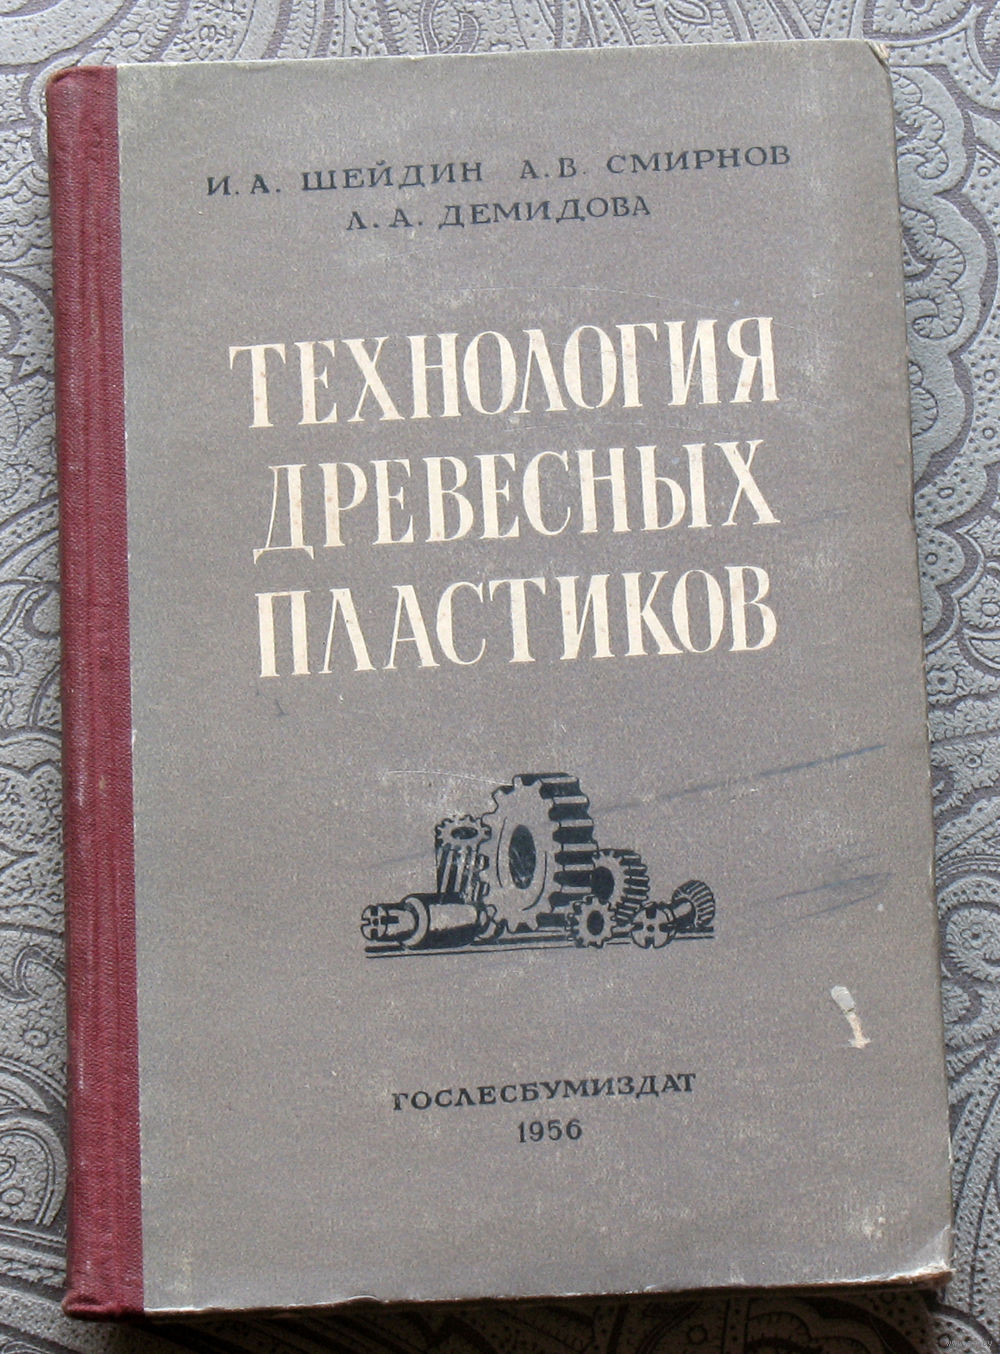 И. А. ШЕЙДИН А. В. СМИРНОВ
Л. А. ДЕМИДОВА
ТЕХНОЛОГИЯ
ДРЕВЕСНЫХ
ПЛАСТИКОВ
ГОСЛЕСБУМИЗДАТ
1956